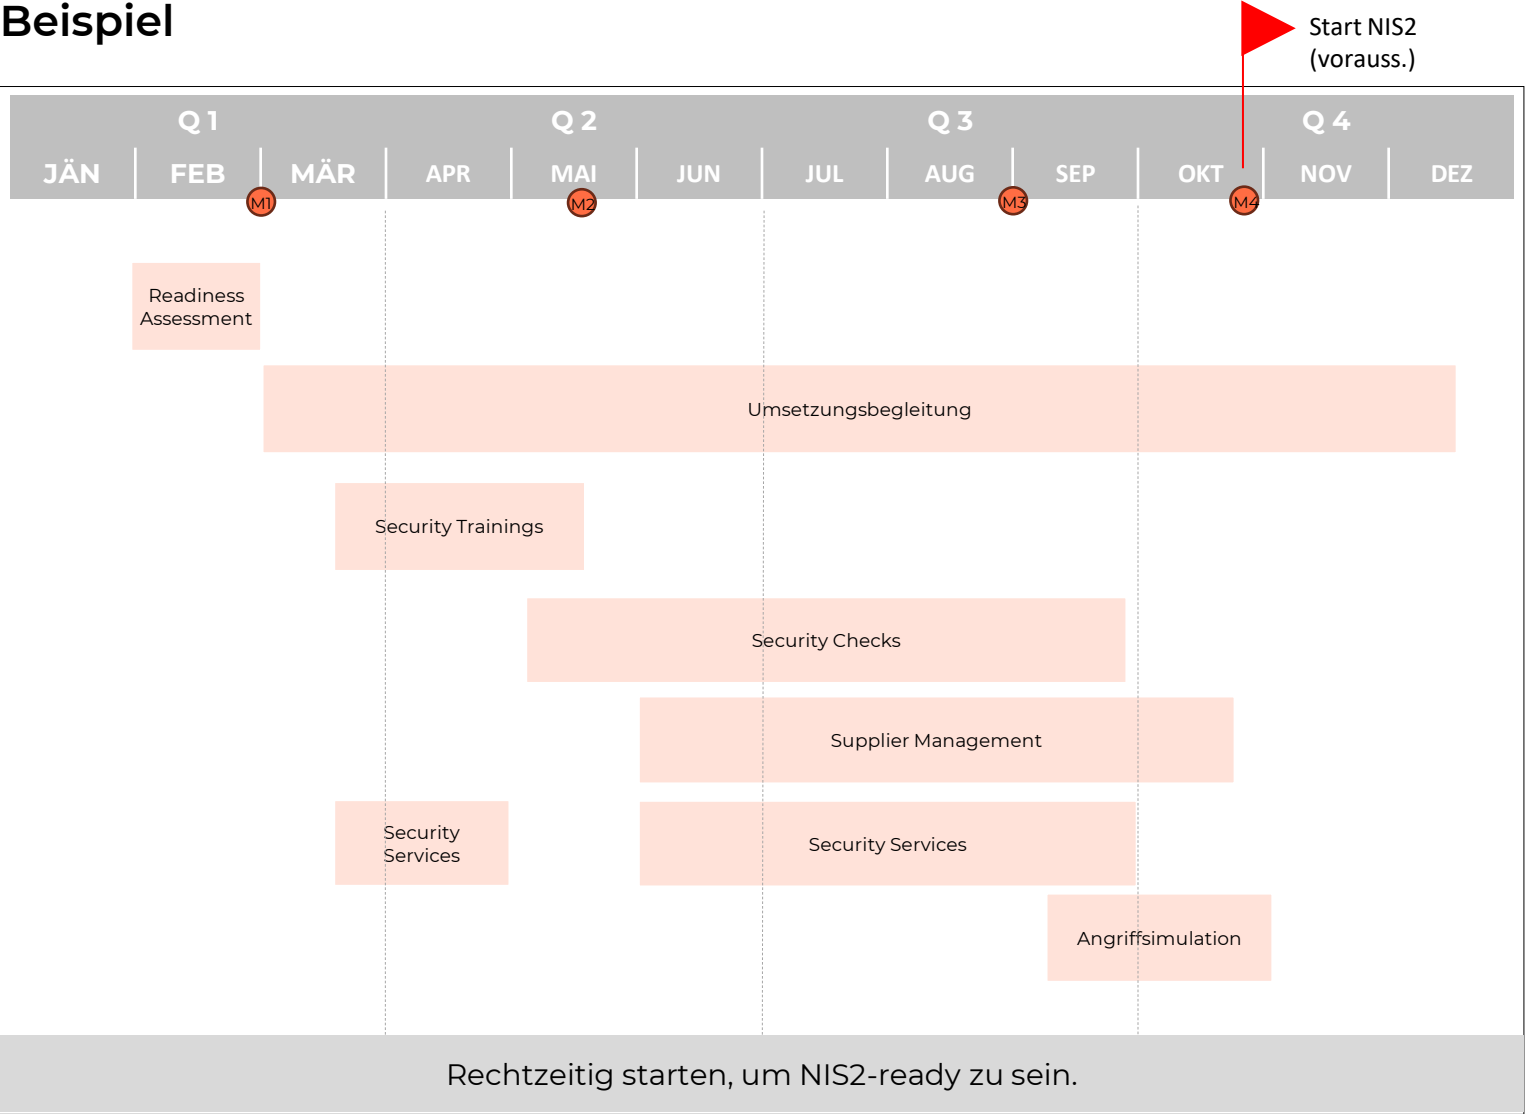 Beispiel
Start NIS2
(vorauss.)
Q 1 Q 2 Q 3 Q 4
JÄN FEB MÄR APR MAI JUN JUL AUG SEP OKT NOV DEZ
M1 M2 M3 M4
Readiness
Assessment
Umsetzungsbegleitung
Security Trainings
Security Checks
Supplier Management
Security
Services
Security Services
Angriffsimulation
Rechtzeitig starten, um NIS2-ready zu sein.